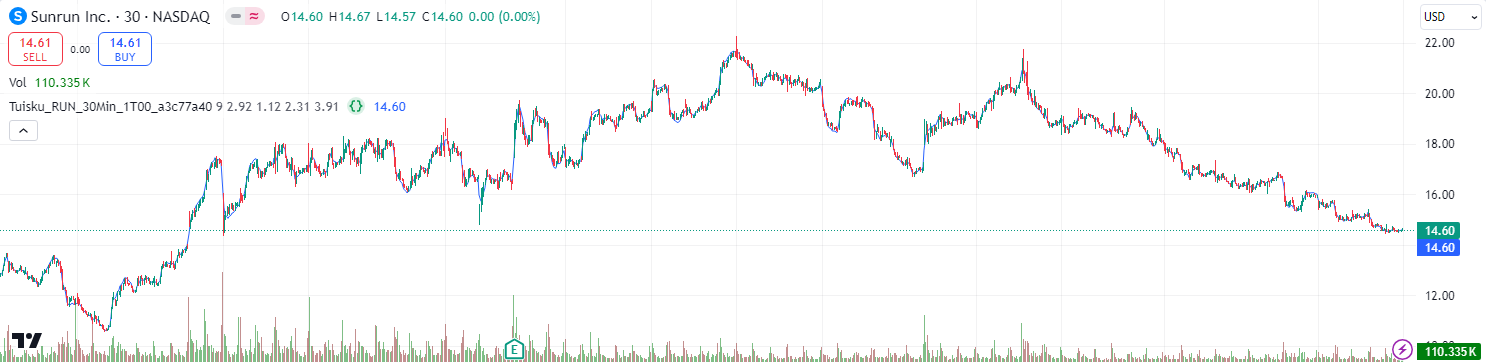 S Sunrun Inc. · 30 · NASDAQ O14.60 H14.67 L14.57 C14.60 0.00 (0.00%) USD
14.61 0.00 14.61
SELL BUY
Vol 110.335 K
Tuisku_RUN_30Min_1T00_a3c77a40 9 2.92 1.12 2.31 3.91 {} 14.60
22.00
20.00
18.00
16.00
14.60
14.60
12.00
E
110.335 K